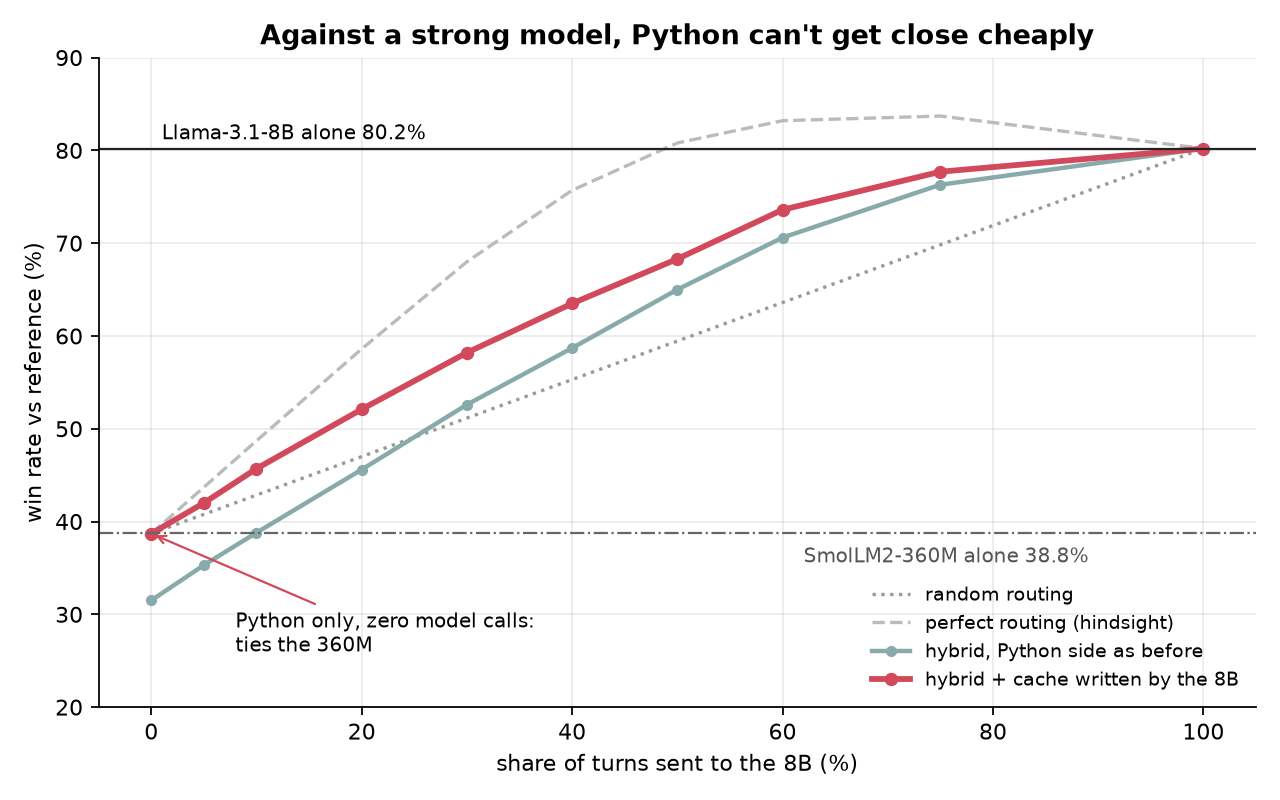 Against a strong model, Python can't get close cheaply
90
80
70
60
50
40
30
20
win rate vs reference (%)
Llama-3.1-8B alone 80.2%
SmolLM2-360M alone 38.8%
Python only, zero model calls:
ties the 360M
random routing
perfect routing (hindsight)
hybrid, Python side as before
hybrid + cache written by the 8B
0
20
40
60
80
100
share of turns sent to the 8B (%)